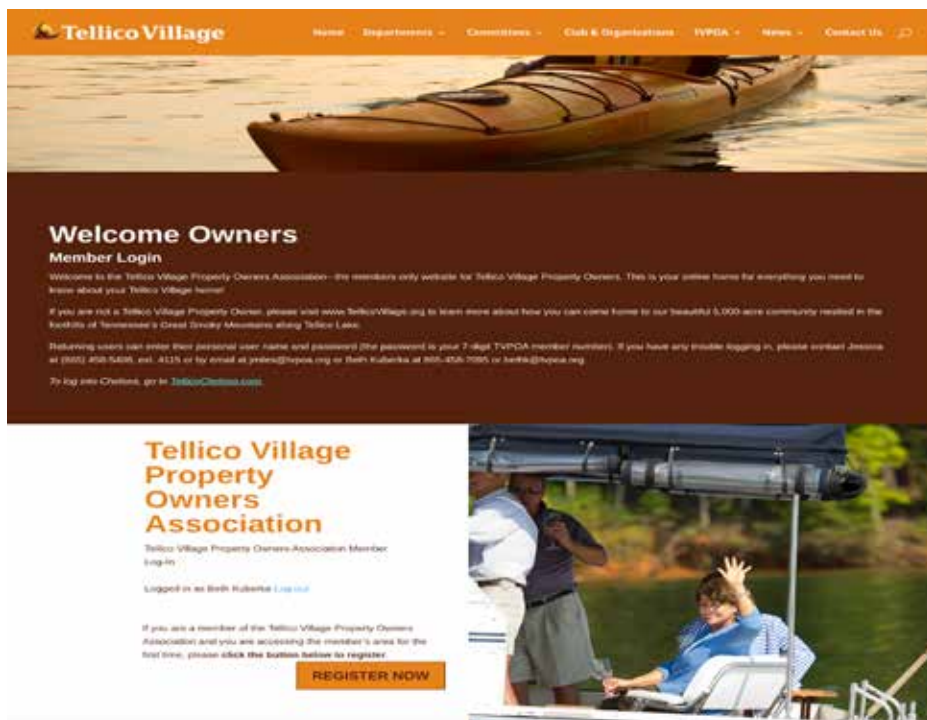 Tellico Village
Home Departments Committees Club & Organizations TVPOA News Contact Us
Welcome Owners
Member Login
Welcome to the Tellico Village Property Owners Association - the members only website for Tellico Village Property Owners. This is your online home for everything you need to
know about your Tellico Village home!
If you are not a Tellico Village Property Owner, please visit www.TellicoVillage.org to learn more about how you can come home to our beautiful 5,000 acre community nestled in the
foothills of Tennessee's Great Smoky Mountains along Tellico Lake.
Returning users can enter their personal user name and password (the password is your 7-digit TVPOA member number). If you have any trouble logging in, please contact Jessica
at (865) 458-5408, ext. 4115 or by email at jmiles@tvpoa.org or Beth Kuberka at 865-458-7095 or bethk@tvpoa.org.
To log into Chelsea, go to TellicoChelsea.com
Tellico Village
Property
Owners
Association
Tellico Village Property Owners Association Member
Log-In
Logged in as Beth Kuberka Log out
If you are a member of the Tellico Village Property Owners
Association and you are accessing the member's area for the
first time, please click the button below to register.
REGISTER NOW